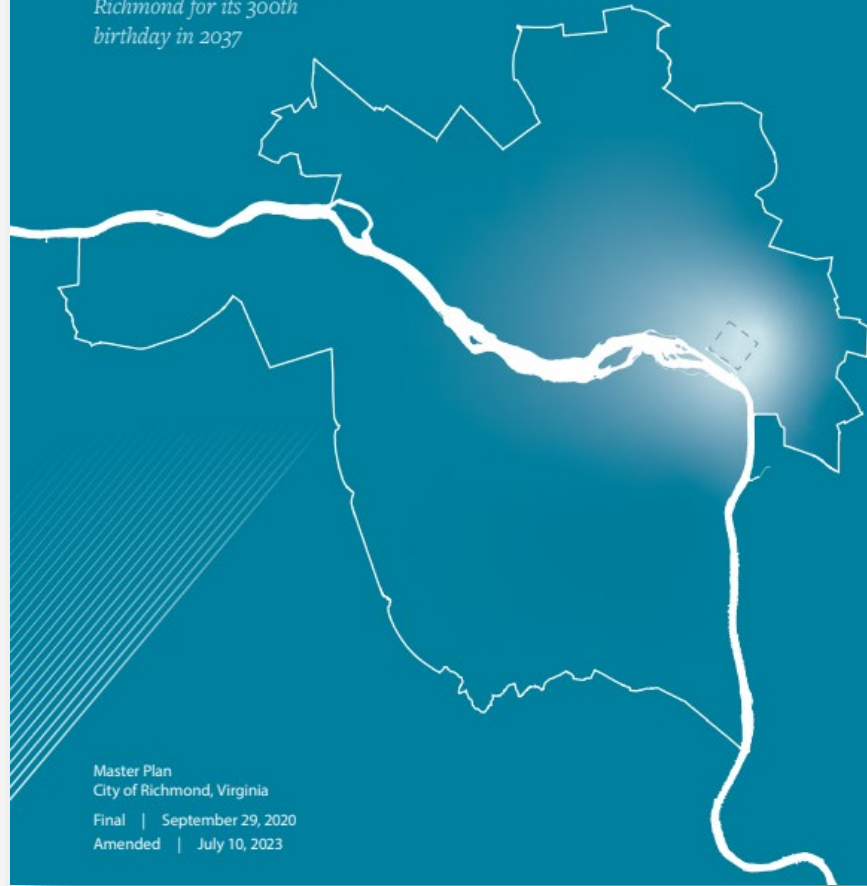 Richmond for its 300th
birthday in 2037
Master Plan
City of Richmond, Virginia
Final | September 29, 2020
Amended | July 10, 2023